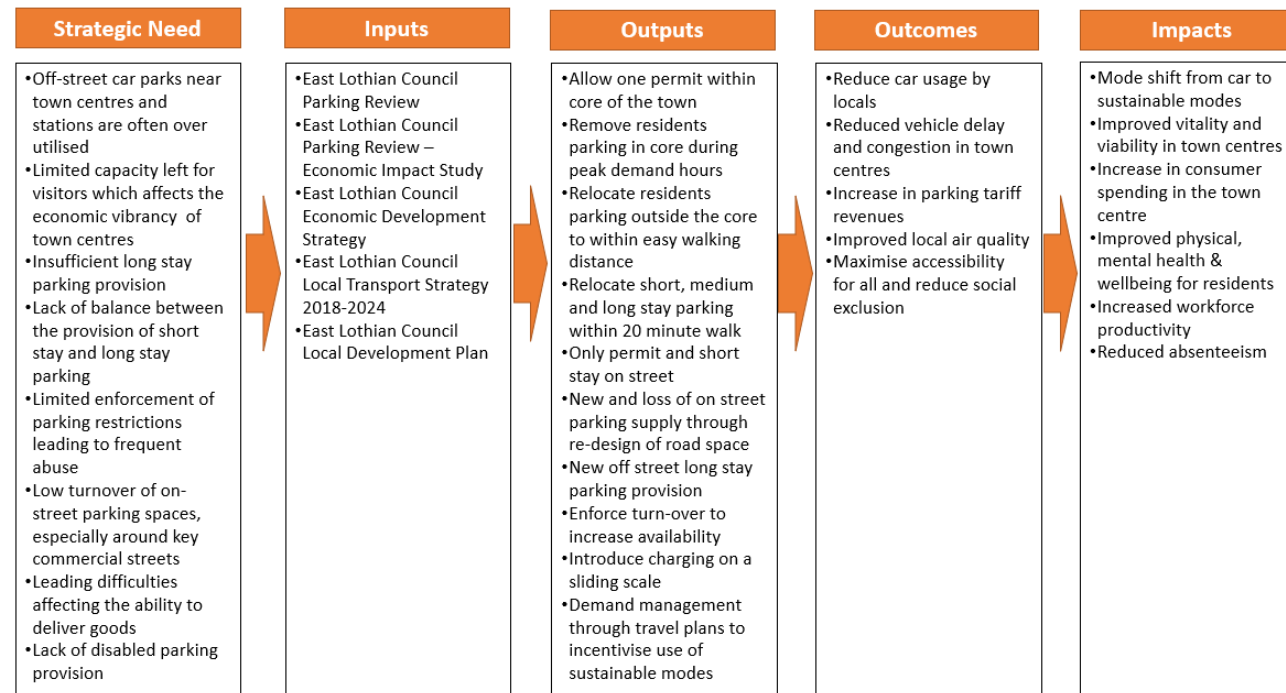 Strategic Need
•Off-street car parks near
town centres and
stations are often over
utilised
•Limited capacity left for
visitors which affects the
economic vibrancy of
town centres
•Insufficient long stay
parking provision
•Lack of balance between
the provision of short
stay and long stay
parking
•Limited enforcement of
parking restrictions
leading to frequent
abuse
•Low turnover of on-
street parking spaces,
especially around key
commercial streets
•Leading difficulties
affecting the ability to
deliver goods
•Lack of disabled parking
provision
Inputs
•East Lothian Council
Parking Review
•East Lothian Council
Parking Review –
Economic Impact Study
•East Lothian Council
Economic Development
Strategy
•East Lothian Council
Local Transport Strategy
2018-2024
•East Lothian Council
Local Development Plan
Outputs
•Allow one permit within
core of the town
•Remove residents
parking in core during
peak demand hours
•Relocate residents
parking outside the core
to within easy walking
distance
•Relocate short, medium
and long stay parking
within 20 minute walk
•Only permit and short
stay on street
•New and loss of on street
parking supply through
re-design of road space
•New off street long stay
parking provision
•Enforce turn-over to
increase availability
•Introduce charging on a
sliding scale
•Demand management
through travel plans to
incentivise use of
sustainable modes
Outcomes
•Reduce car usage by
locals
•Reduced vehicle delay
and congestion in town
centres
•Increase in parking tariff
revenues
•Improved local air quality
•Maximise accessibility
for all and reduce social
exclusion
Impacts
•Mode shift from car to
sustainable modes
•Improved vitality and
viability in town centres
•Increase in consumer
spending in the town
centre
•Improved physical,
mental health &
wellbeing for residents
•Increased workforce
productivity
•Reduced absenteeism